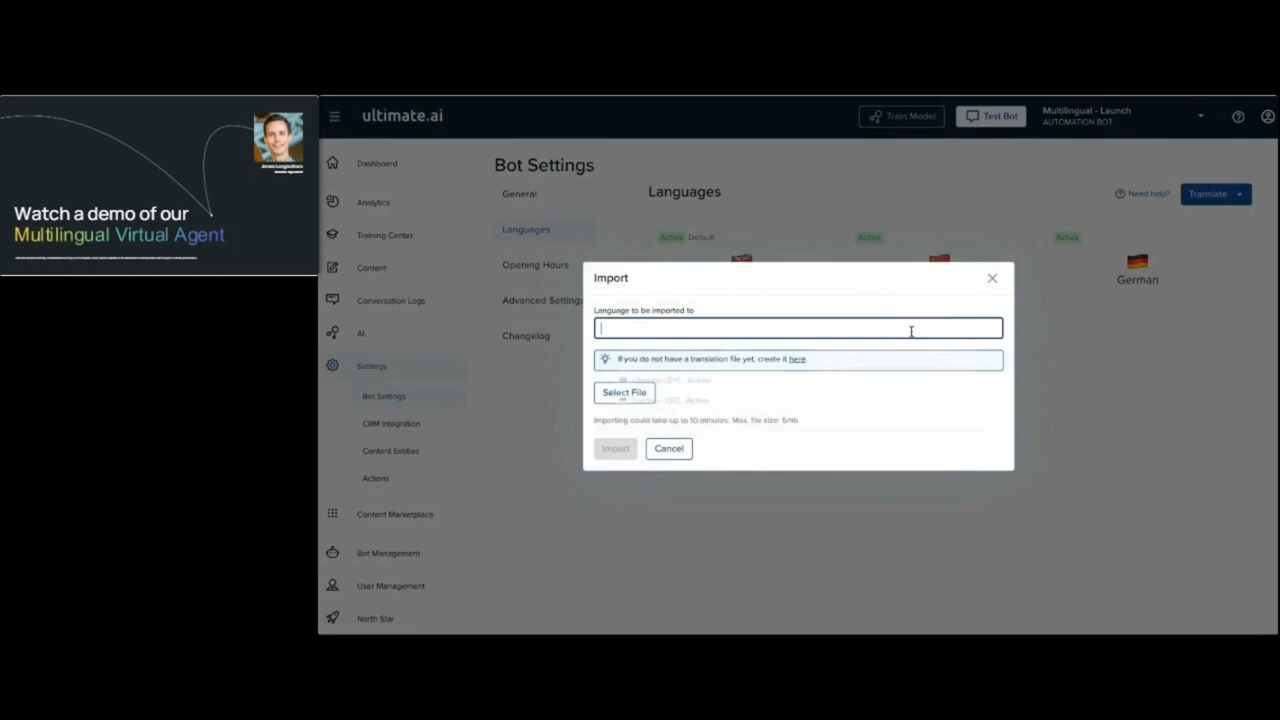 Watch a demo of our
Multilingual Virtual Agent
ultimate.ai
Train Model
Test Bot
Multilingual - Launch
AUTOMATION BOT
Dashboard
Analytics
Training Center
Content
Conversation Logs
AI
Settings
Bot Settings
CRM Integration
Content Entities
Actions
Content Marketplace
Bot Management
User Management
North Star
Bot Settings
General
Languages
Opening Hours
Advanced Settings
Changelog
Languages
Need help?
Translate
Active Default
Active
Active
German
Import
Language to be imported to
If you do not have a translation file yet, create it here.
Select File
Importing could take up to 10 minutes. Max. file size: 5mb
Import
Cancel